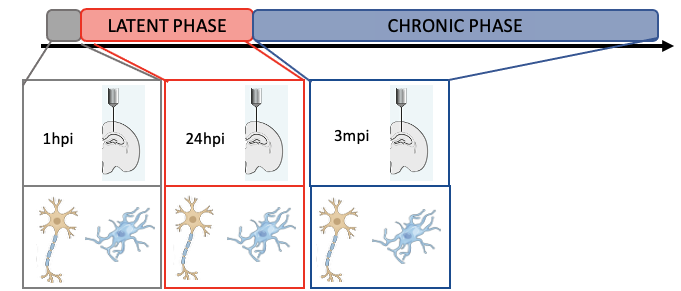 LATENT PHASE
CHRONIC PHASE
1hpi
24hpi
3mpi